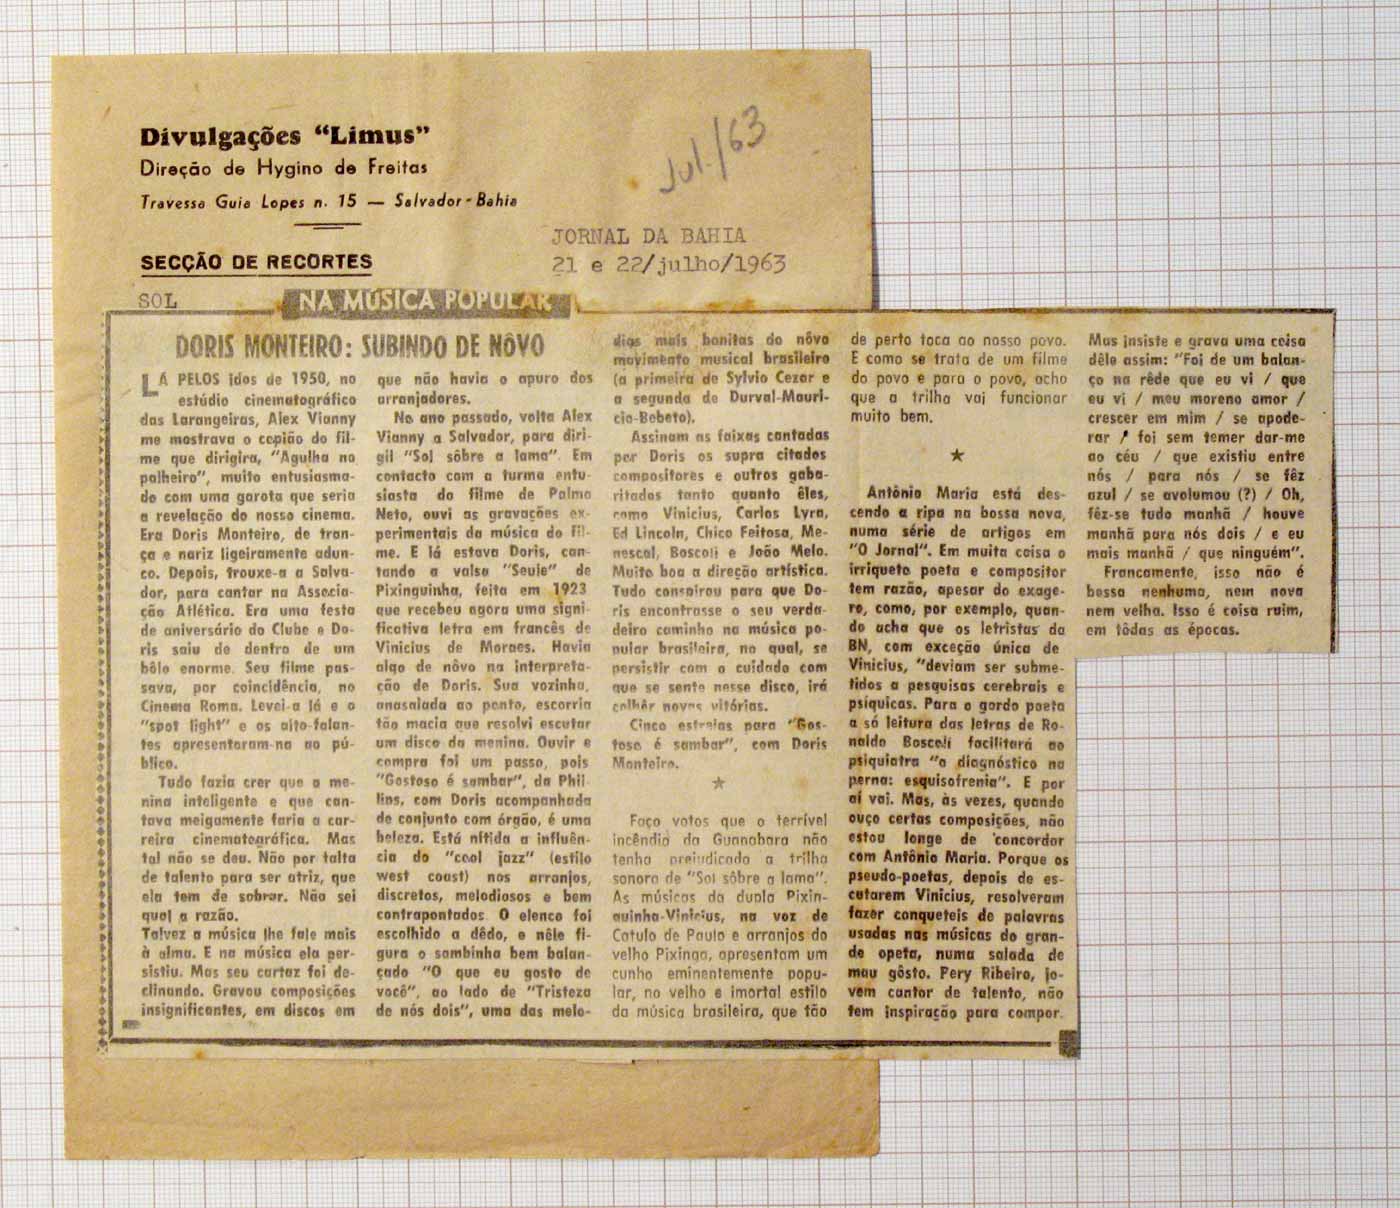 Divulgações "Limus"
Direção de Hygino de Freitas
Travessa Guia Lopes n. 15 — Salvador-Bahia
Jul./63
JORNAL DA BAHIA
21 e 22/julho/1963
SECÇÃO DE RECORTES
SOL
NA MÚSICA POPULAR
DORIS MONTEIRO: SUBINDO DE NÔVO
LÁ PELOS idos de 1950, no
estúdio cinematográfico
das Larangeiras, Alex Vianny
me mostrava o copião do fil-
me que dirigira, "Agulha no
palheiro", muito entusiasma-
do com uma garota que seria
a revelação do nosso cinema.
Era Doris Monteiro, de tran-
ça e nariz ligeiramente adun-
co. Depois, trouxe-a a Salva-
dor, para cantar na Associa-
ção Atlética. Era uma festa
de aniversário do Clube e Do-
ris saiu de dentro de um
bôlo enorme. Seu filme pas-
sava, por coincidência, no
Cinema Roma. Levei-a lá e o
"spot light" e os alto-falan-
tes apresentaram-na ao pú-
blico.
Tudo fazia crer que a me-
nina inteligente e que can-
tava meigamente faria a car-
reira cinematográfica. Mas
tal não se deu. Não por falta
de talento para ser atriz, que
ela tem de sobrar. Não sei
qual a razão.
Talvez a música lhe fale mais
à alma. E na música ela per-
sistiu. Mas seu cartaz foi de-
clinando. Gravou composições
insignificantes, em discos em
que não havia o apuro dos
arranjadores.
No ano passado, volta Alex
Vianny a Salvador, para diri-
gil "Sol sôbre a lama". Em
contacto com a turma entu-
siasta do filme de Palma
Neto, ouvi as gravações ex-
perimentais da música do fil-
me. E lá estava Doris, can-
tando a valsa "Seule" de
Pixinguinha, feita em 1923
que recebeu agora uma signi-
ficativa letra em francês de
Vinicius de Moraes. Havia
algo de nôvo na interpreta-
ção de Doris. Sua vozinha,
anasalada ao ponto, escorria
tão macia que resolvi escutar
um disco da menina. Ouvir e
compra foi um passo, pois
"Gostoso é sambar", da Phil-
lips, com Doris acompanhada
de conjunto com órgão, é uma
beleza. Está nítida a influên-
cia do "cool jazz" (estilo
west coast) nos arranjos,
discretos, melodiosos e bem
contrapontados. O elenco foi
escolhido a dêdo, e nêle fi-
gura o sambinha bem balan-
çado "O que eu gosto de
você", ao lado de "Tristeza
de nós dois", uma das melo-
dias mais bonitas do nôvo
movimento musical brasileiro
(a primeira de Sylvio Cezar e
a segunda de Durval-Mauri-
cio-Bebeto).
Assinam as faixas cantadas
por Doris os supra citados
compositores e outros gaba-
ritados tanto quanto êles,
como Vinicius, Carlos Lyra,
Ed Lincoln, Chico Feitosa, Me-
nescal, Boscoli e João Melo.
Muito boa a direção artística.
Tudo conspirou para que Do-
ris encontrasse o seu verda-
deiro caminho na música po-
pular brasileira, no qual, se
persistir com o cuidado com
que se sente nesse disco, irá
colhêr novas vitórias.
Cinco estrelas para "Gos-
toso é sambar", com Doris
Monteiro.
★
Faço votos que o terrível
incêndio da Guanabara não
tenha prejudicado a trilha
sonora de "Sol sôbre a lama".
As músicas da dupla Pixin-
guinha-Vinicius, na voz de
Catulo de Paulo e arranjos do
velho Pixinga, apresentam um
cunho eminentemente popu-
lar, no velho e imortal estilo
da música brasileira, que tão
de perto toca ao nosso povo.
E como se trata de um filme
do povo e para o povo, acho
que a trilha vai funcionar
muito bem.
★
Antônio Maria está des-
cendo a ripa na bossa nova,
numa série de artigos em
"O Jornal". Em muita coisa o
irriqueto poeta e compositor
tem razão, apesar do exage-
ro, como, por exemplo, quan-
do acha que os letristas da
BN, com exceção única de
Vinicius, "deviam ser subme-
tidos a pesquisas cerebrais e
psíquicas. Para o gordo poeta
a só leitura das letras de Ro-
naldo Boscoli facilitará ao
psiquiatra "o diagnóstico na
perna: esquisofrenia". E por
aí vai. Mas, às vezes, quando
ouço certas composições, não
estou longe de concordar
com Antônio Maria. Porque os
pseudo-poetas, depois de es-
cutarem Vinicius, resolveram
fazer conqueteis de palavras
usadas nas músicas do gran-
de opeta, numa salada de
mau gôsto. Pery Ribeiro, jo-
vem cantor de talento, não
tem inspiração para compor.
Mas insiste e grava uma coisa
dêle assim: "Foi de um balan-
ço na rêde que eu vi / que
eu vi / meu moreno amor /
crescer em mim / se apode-
rar / foi sem temer dar-me
ao céu / que existiu entre
nós / para nós / se fêz
azul / se avolumou (?) / Oh,
fêz-se tudo manhã / houve
manhã para nós dois / e eu
mais manhã / que ninguém".
Francamente, isso não é
bossa nenhuma, nem nova
nem velha. Isso é coisa ruim,
em tôdas as épocas.